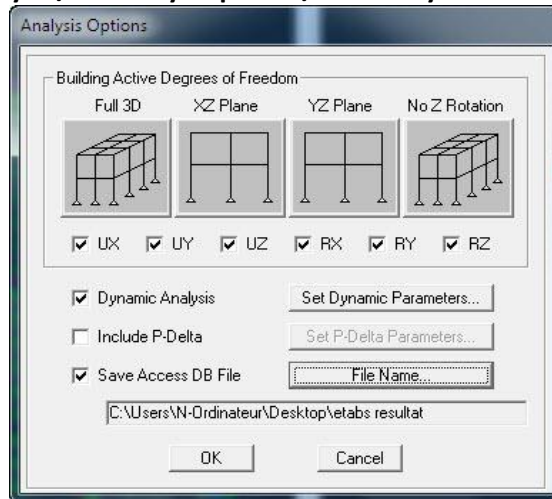 Analysis Options
Building Active Degrees of Freedom
Full 3D XZ Plane YZ Plane No Z Rotation
UX UY UZ RX RY RZ
Dynamic Analysis Set Dynamic Parameters...
Include P-Delta Set P-Delta Parameters...
Save Access DB File File Name...
C:\Users\N-Ordinateur\Desktop\etabs resultat
OK Cancel